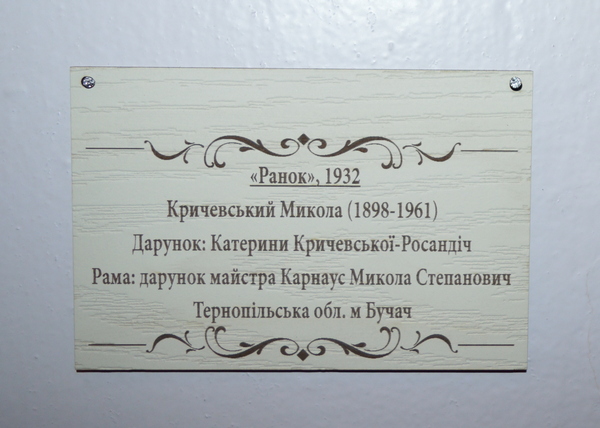 «Ранок», 1932
Кричевський Микола (1898-1961)
Дарунок: Катерини Кричевської-Росандіч
Рама: дарунок майстра Карнаус Микола Степанович
Тернопільська обл. м Бучач